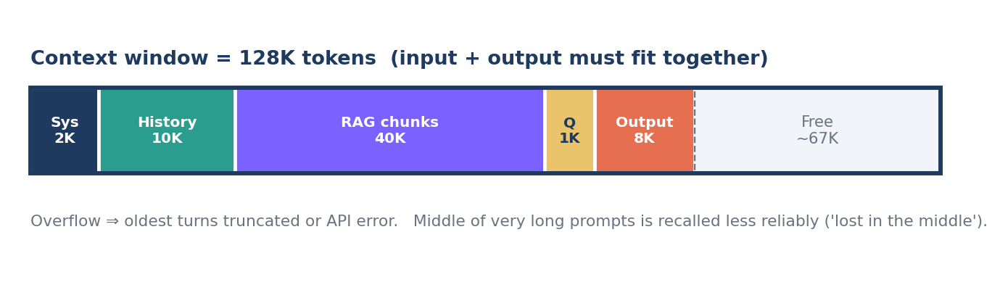 Context window = 128K tokens  (input + output must fit together)
Sys
2K
History
10K
RAG chunks
40K
Q
1K
Output
8K
Free
~67K
Overflow ⇒ oldest turns truncated or API error.   Middle of very long prompts is recalled less reliably ('lost in the middle').